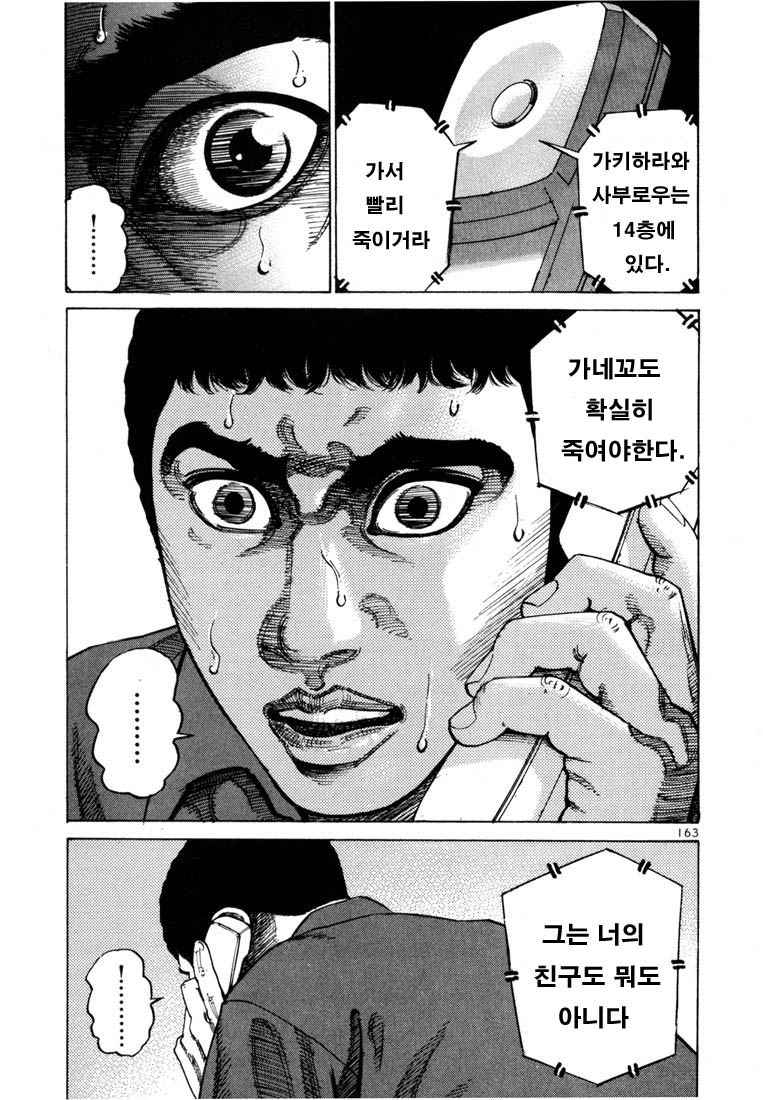 가키하라와
사부로우는
14층에
있다.
가서
빨리
죽이거라
!
가네꼬도
확실히
죽여야한다.
163
그는 너의
친구도 뭐도
아니다
!